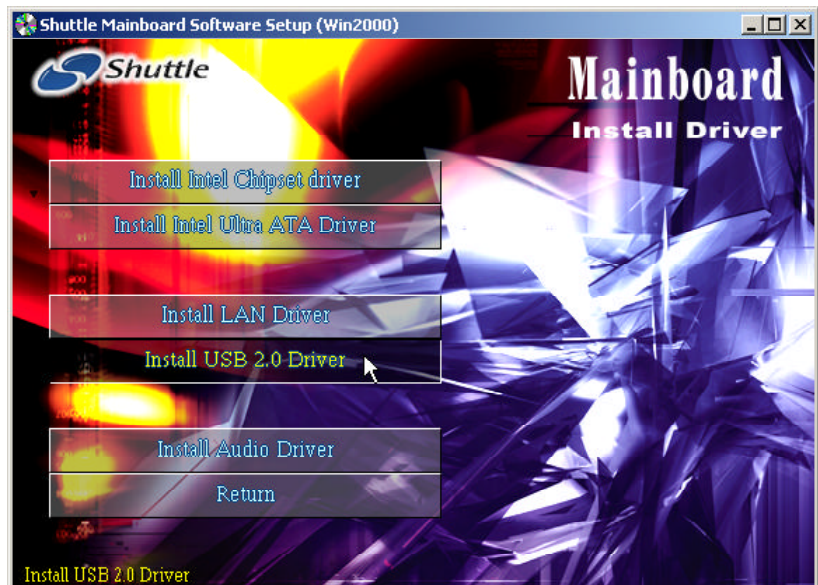 Shuttle Mainboard Software Setup (Win2000)
Shuttle
Mainboard
Install Driver
Install Intel Chipset driver
Install Intel Ultra ATA Driver
Install LAN Driver
Install USB 2.0 Driver
Install Audio Driver
Return
Install USB 2.0 Driver